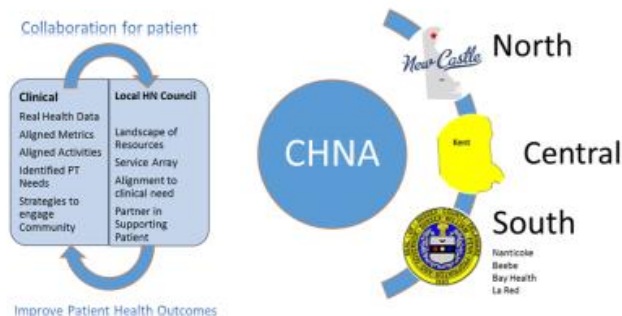 Collaboration for patient
Clinical
Real Health Data
Aligned Metrics
Aligned Activities
Identified PT
Needs
Strategies to
engage
Community
Local HN Council
Landscape of
Resources
Service Array
Alignment to
clinical need
Partner in
Supporting
Patient
Improve Patient Health Outcomes
CHNA
New Castle
North
Kent
Central
South
Nanticoke
Beebe
Bay Health
La Red